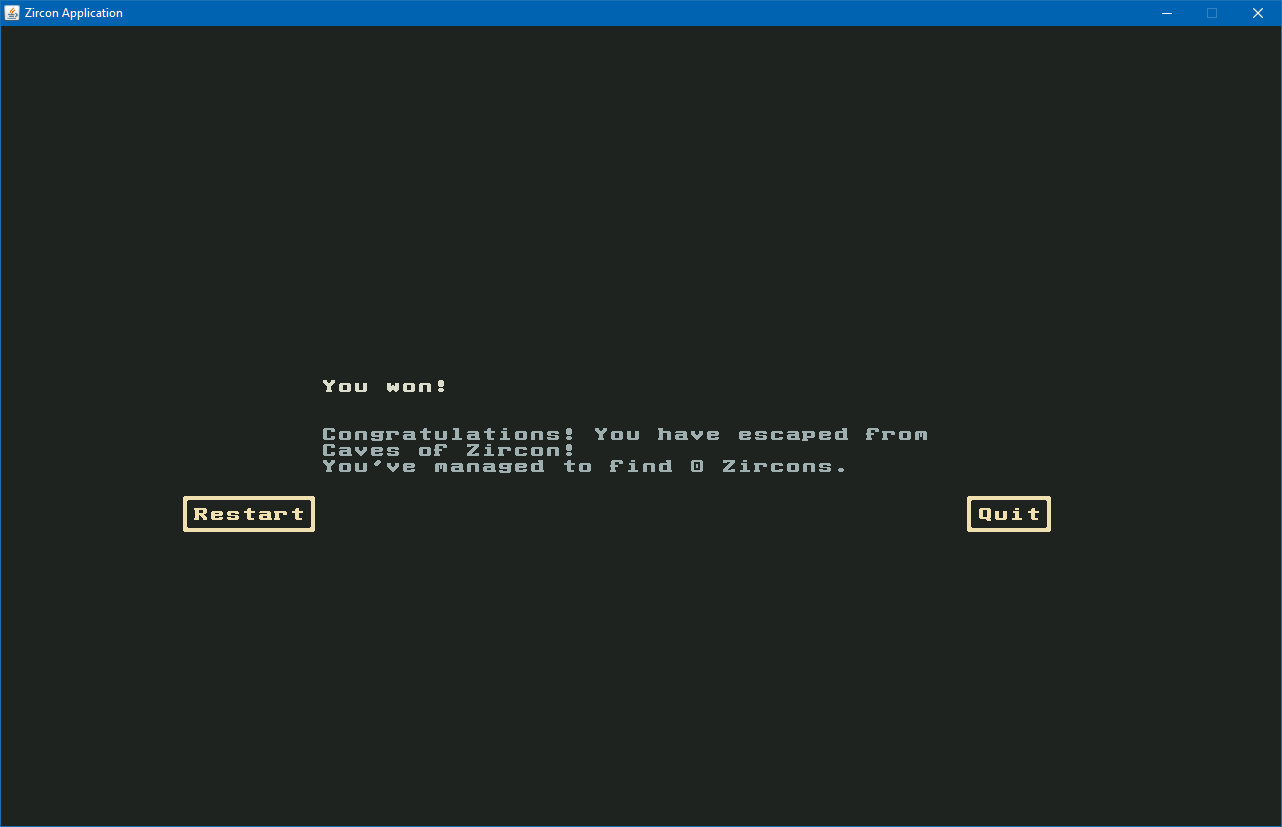 Zircon Application
You won!
Congratulations! You have escaped from
Caves of Zircon!
You've managed to find 0 Zircons.
Restart
Quit